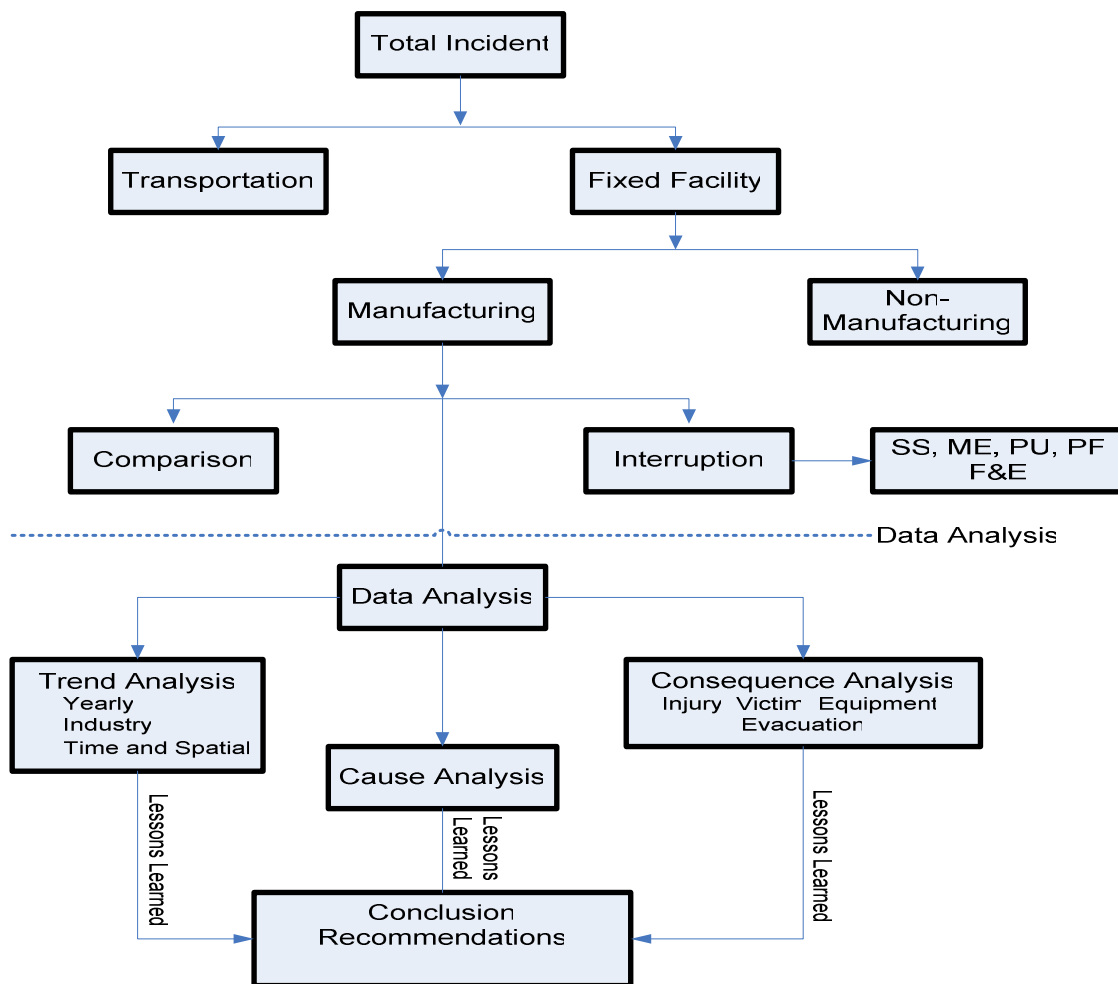 Total Incident
Transportation
Fixed Facility
Manufacturing
Non-
Manufacturing
Comparison
Interruption
SS, ME, PU, PF
F&E
Data Analysis
Data Analysis
Trend Analysis
Yearly
Industry
Time and Spatial
Consequence Analysis
Injury Victim Equipment
Evacuation
Cause Analysis
Lessons Learned
Lessons
Learned
Lessons Learned
Conclusion
Recommendations